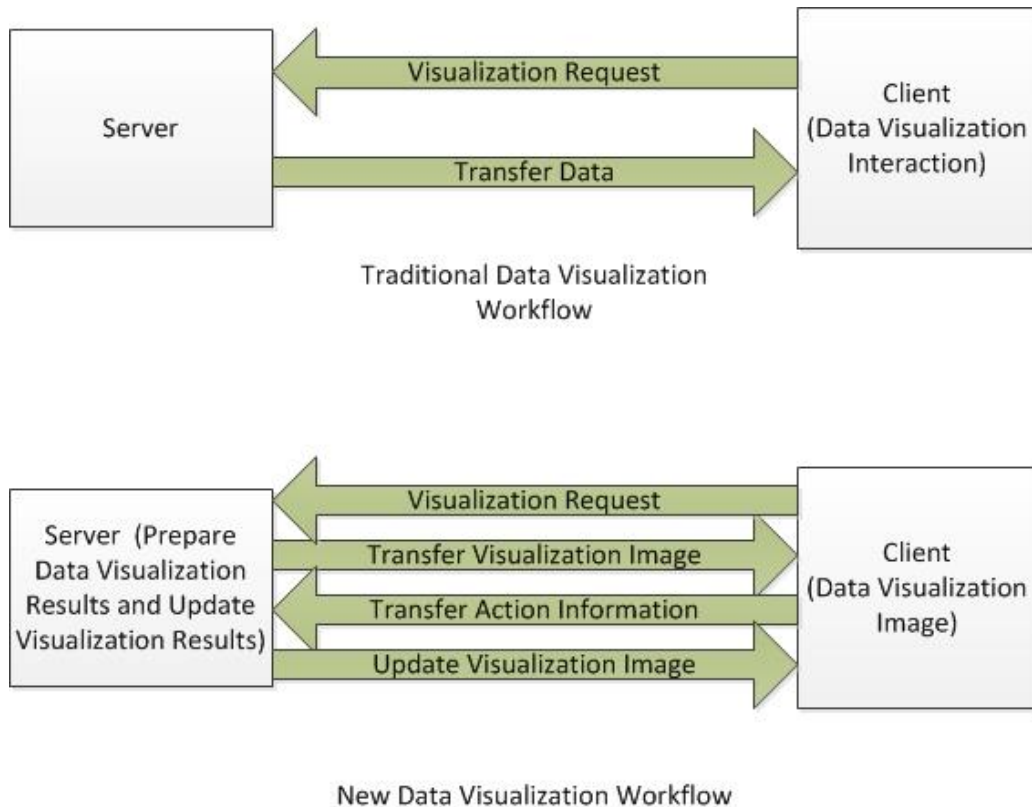 Server
Visualization Request
Transfer Data
Client
(Data Visualization
Interaction)
Traditional Data Visualization
Workflow
Server  (Prepare
Data Visualization
Results and Update
Visualization Results)
Visualization Request
Transfer Visualization Image
Transfer Action Information
Update Visualization Image
Client
(Data Visualization
Image)
New Data Visualization Workflow